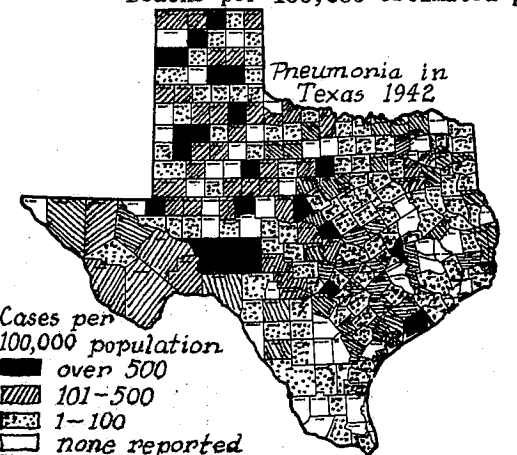 Deaths per 100,000 estimated p
Pneumonia in
Texas 1942
Cases per
100,000 population
over 500
101-500
1-100
none reported